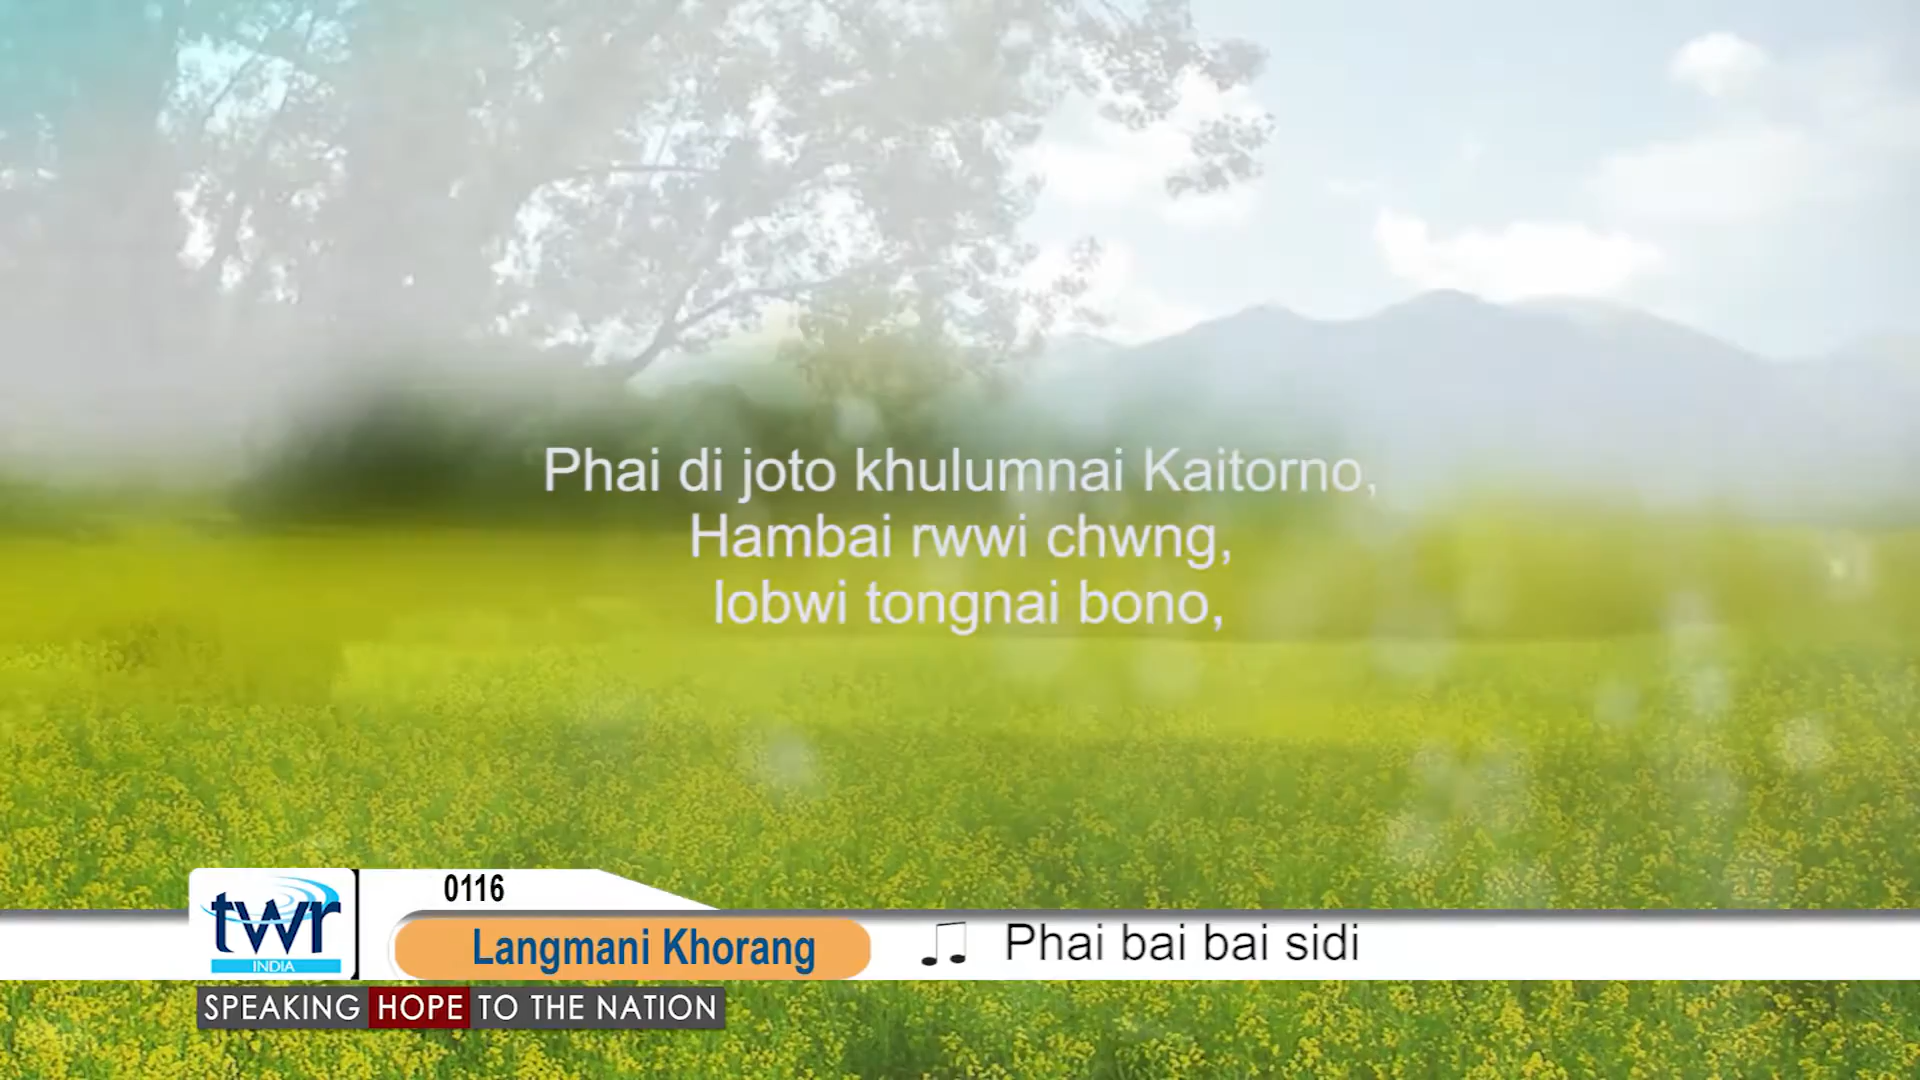 Phai di joto khulumnai Kaitorno,
Hambai rwwi chwng,
lobwi tongnai bono,
0116
twr
INDIA
Langmani Khorang
Phai bai bai sidi
SPEAKING HOPE TO THE NATION